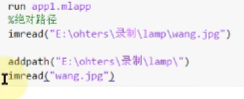 run app1.mlapp
%绝对路径
imread("E:\ohters\录制\lamp\wang.jpg")
addpath("E:\ohters\录制\lamp\")
imread("wang.jpg")